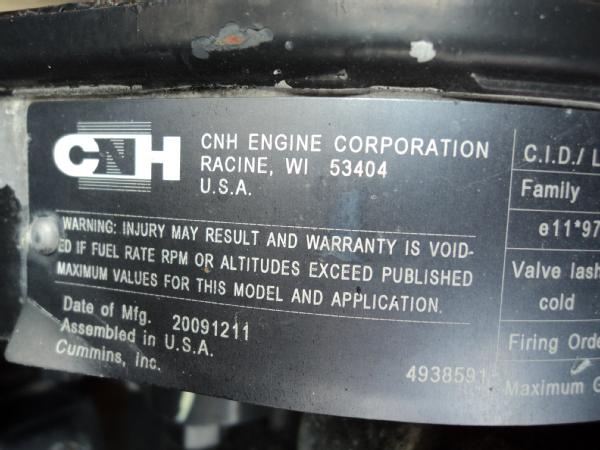 CNH
CNH ENGINE CORPORATION
RACINE, WI 53404
U.S.A.
WARNING: INJURY MAY RESULT AND WARRANTY IS VOID-
ED IF FUEL RATE RPM OR ALTITUDES EXCEED PUBLISHED
MAXIMUM VALUES FOR THIS MODEL AND APPLICATION.
Date of Mfg. 20091211
Assembled in U.S.A.
Cummins, Inc.
4938591
C.I.D./ L
Family
e11*97
Valve lash
cold
Firing Orde
Maximum G